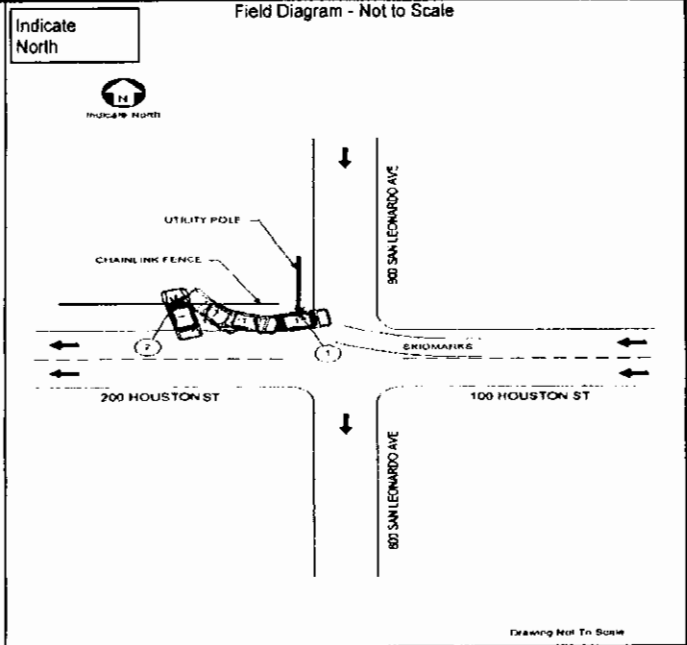 Field Diagram - Not to Scale
Indicate
North
N
Indicate North
900 SAN LEONARDO AVE
UTILITY POLE
CHAINLINK FENCE
2
1
SKIDMARKS
200 HOUSTON ST
100 HOUSTON ST
800 SAN LEONARDO AVE
Drawing Not To Scale